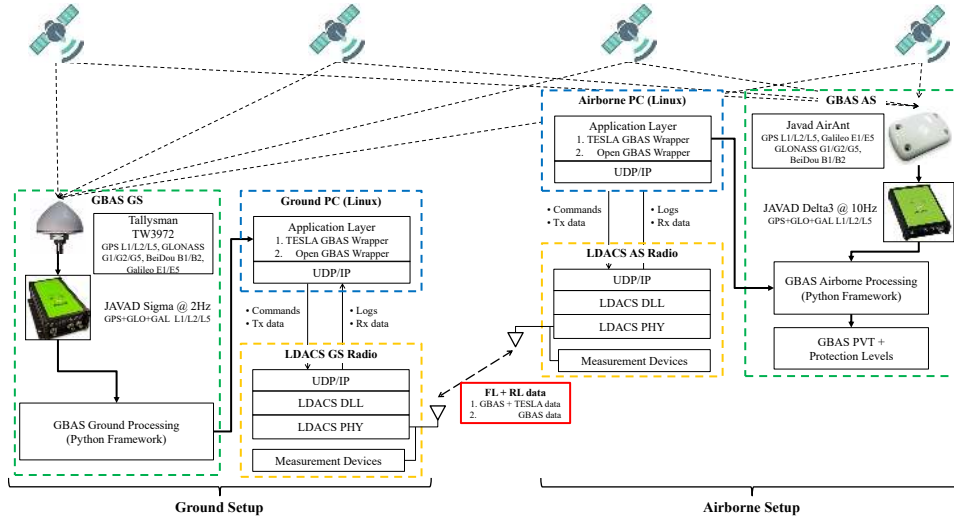 GBAS GS
Tallysman
TW3972
GPS L1/L2/L5, GLONASS
G1/G2/G5, BeiDou B1/B2,
Galileo E1/E5
JAVAD Sigma @ 2Hz
GPS+GLO+GAL L1/L2/L5
GBAS Ground Processing
(Python Framework)
Ground PC (Linux)
Application Layer
1. TESLA GBAS Wrapper
2. Open GBAS Wrapper
UDP/IP
• Commands
• Tx data
• Logs
• Rx data
LDACS GS Radio
UDP/IP
LDACS DLL
LDACS PHY
Measurement Devices
Ground Setup
FL + RL data
1. GBAS + TESLA data
2. GBAS data
Airborne PC (Linux)
Application Layer
1. TESLA GBAS Wrapper
2. Open GBAS Wrapper
UDP/IP
• Commands
• Tx data
• Logs
• Rx data
LDACS AS Radio
UDP/IP
LDACS DLL
LDACS PHY
Measurement Devices
GBAS AS
Javad AirAnt
GPS L1/L2/L5, Galileo E1/E5
GLONASS G1/G2/G5,
BeiDou B1/B2
JAVAD Delta3 @ 10Hz
GPS+GLO+GAL L1/L2/L5
GBAS Airborne Processing
(Python Framework)
GBAS PVT +
Protection Levels
Airborne Setup